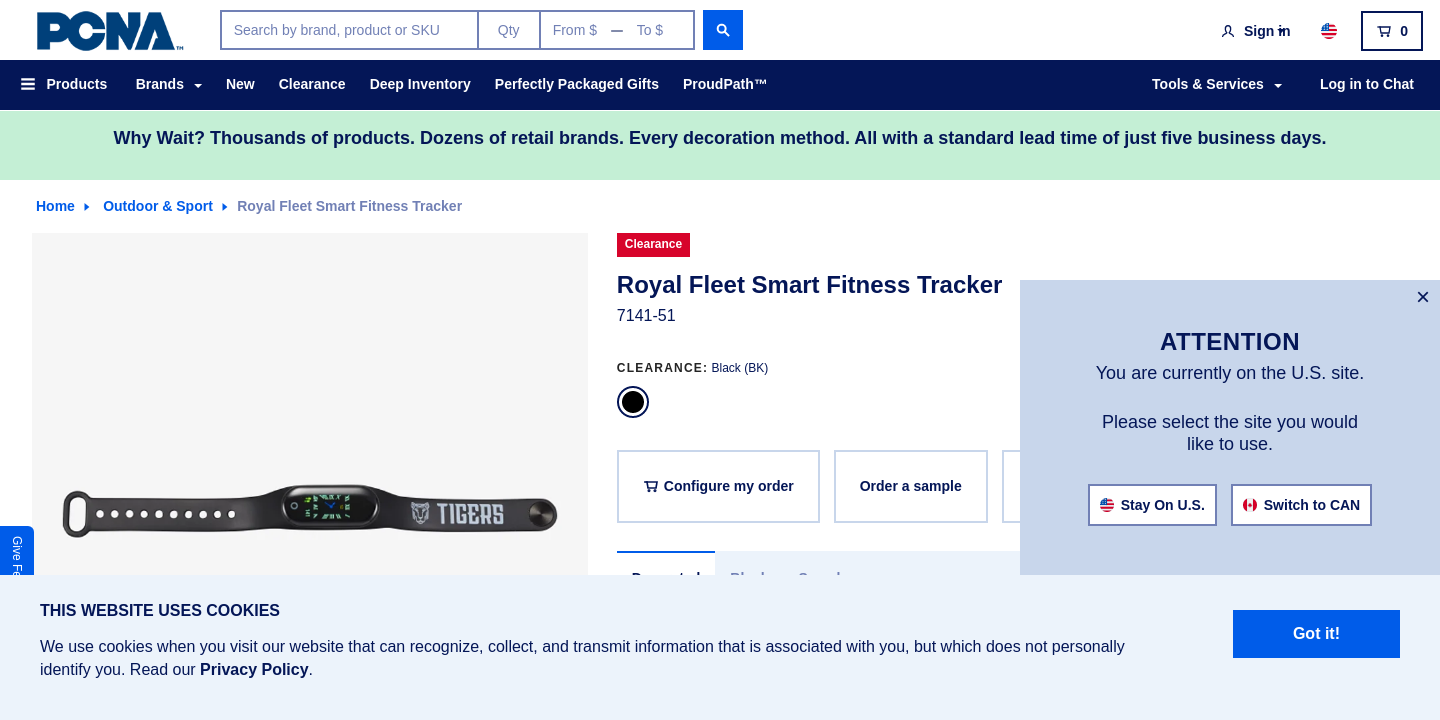 PCNA™
Search by brand, product or SKU
Qty
From $
To $
Sign in
0
Products
Brands
New
Clearance
Deep Inventory
Perfectly Packaged Gifts
ProudPath™
Tools & Services
Log in to Chat
Why Wait? Thousands of products. Dozens of retail brands. Every decoration method. All with a standard lead time of just five business days.
Home
Outdoor & Sport
Royal Fleet Smart Fitness Tracker
Clearance
Royal Fleet Smart Fitness Tracker
7141-51
CLEARANCE: Black (BK)
Configure my order
Order a sample
TIGERS
ATTENTION
You are currently on the U.S. site.
Please select the site you would
like to use.
Stay On U.S.
Switch to CAN
Give
THIS WEBSITE USES COOKIES
We use cookies when you visit our website that can recognize, collect, and transmit information that is associated with you, but which does not personally
identify you. Read our Privacy Policy.
Got it!